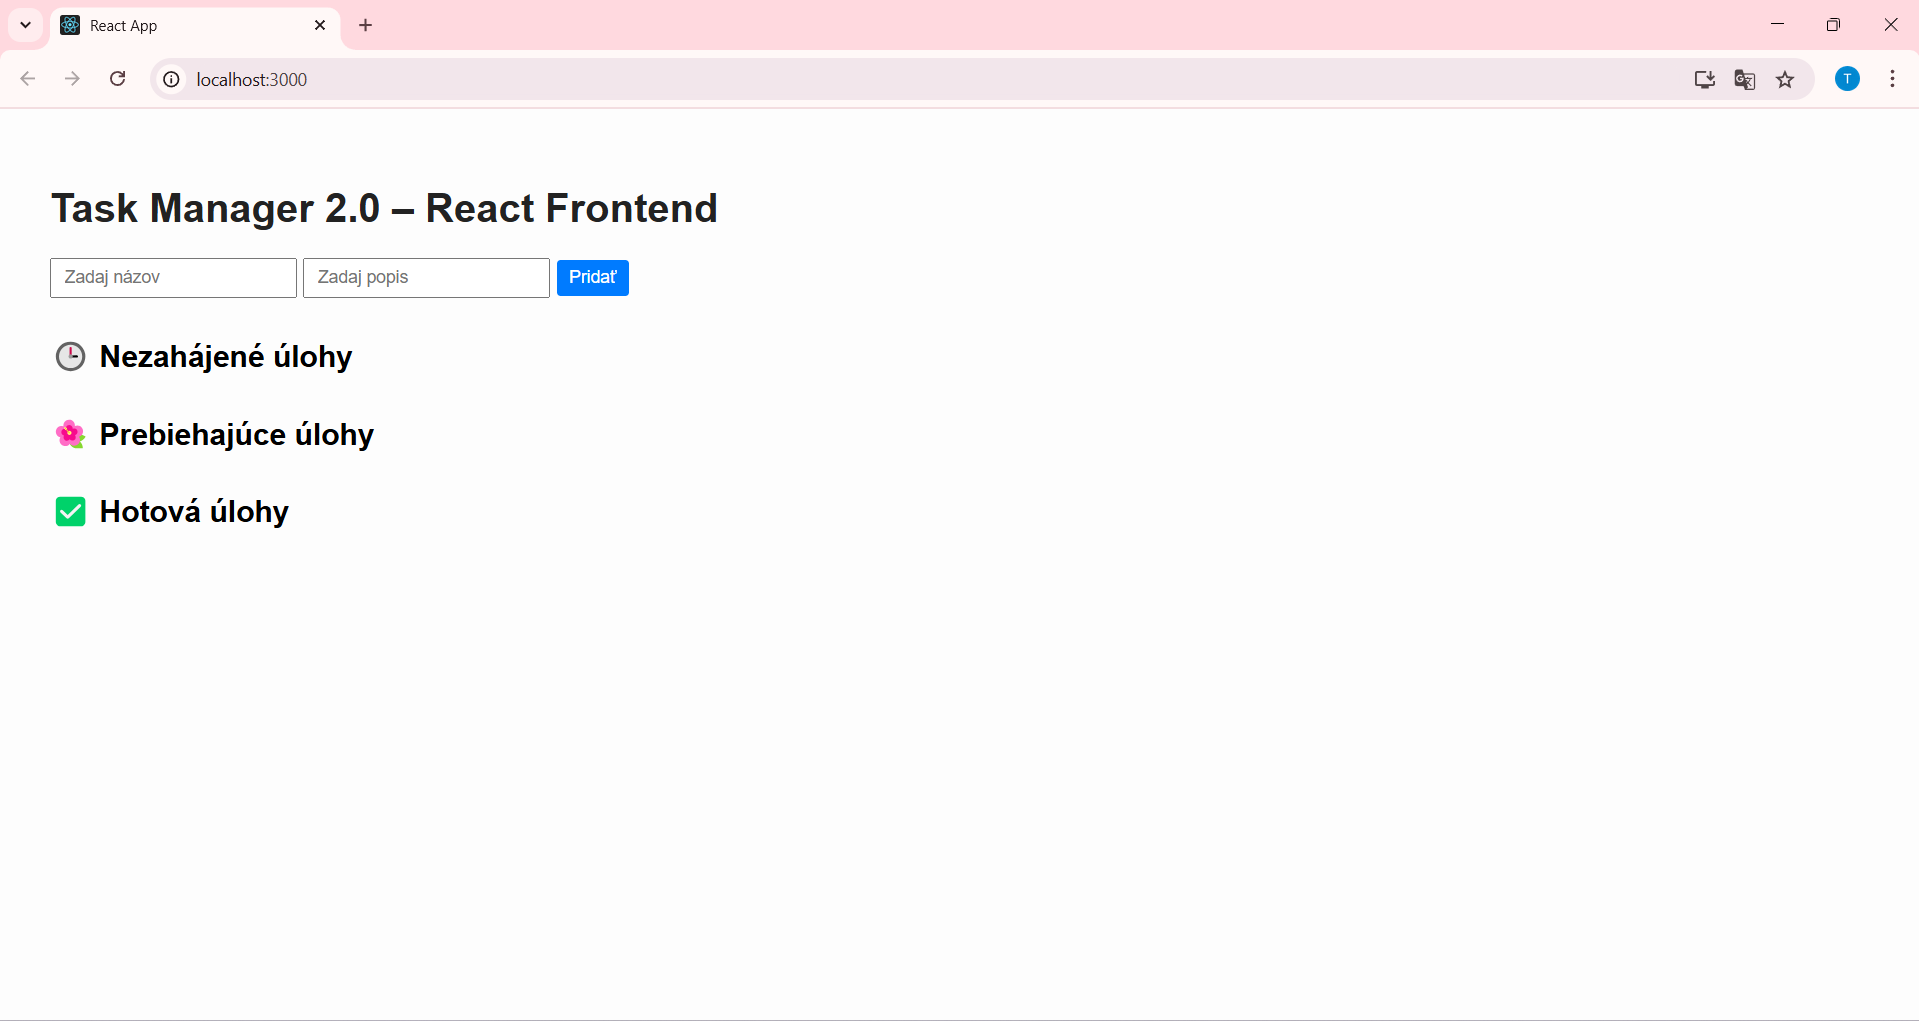 React App
localhost:3000
T
Task Manager 2.0 – React Frontend
Zadaj názov Zadaj popis Pridať
🕒 Nezahájené úlohy
🌺 Prebiehajúce úlohy
✅ Hotová úlohy